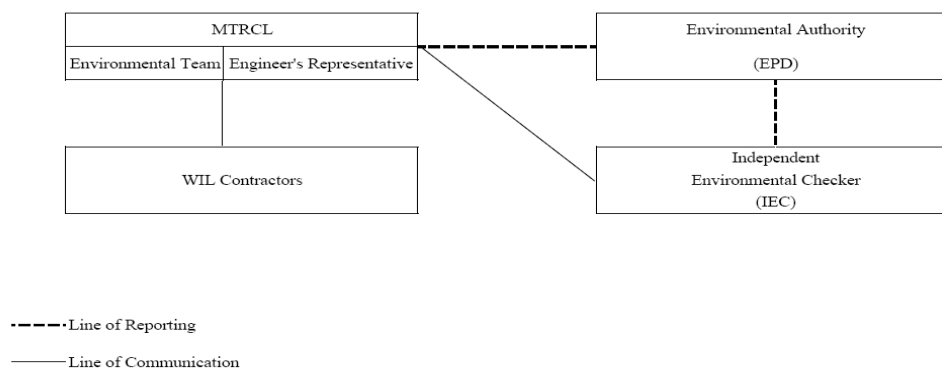 MTRCL
Environmental Team Engineer's Representative
Environmental Authority
(EPD)
WIL Contractors
Independent
Environmental Checker
(IEC)
Line of Reporting
Line of Communication